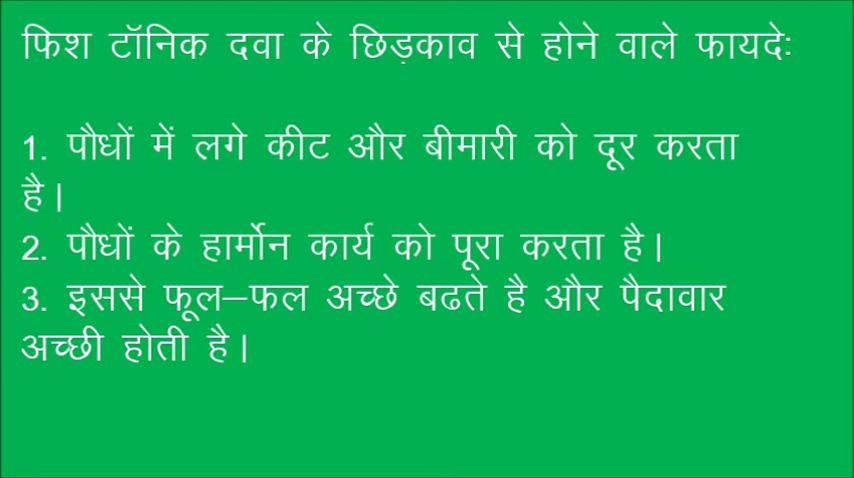 फिश टॉनिक दवा के छिड़काव से होने वाले फायदेः
1. पौधों में लगे कीट और बीमारी को दूर करता
है।
2. पौधों के हार्मोन कार्य को पूरा करता है।
3. इससे फूल–फल अच्छे बढते है और पैदावार
अच्छी होती है।